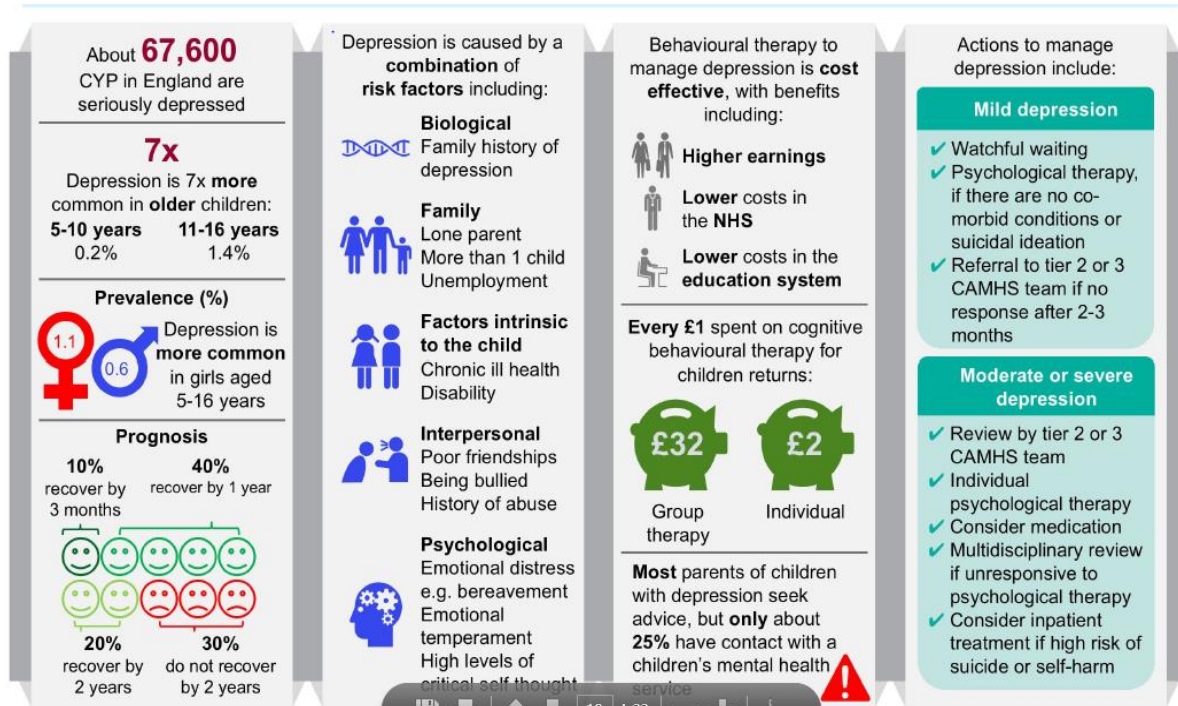 About 67,600
CYP in England are
seriously depressed
7x
Depression is 7x more
common in older children:
5-10 years 11-16 years
0.2% 1.4%
Prevalence (%)
1.1
0.6
Depression is
more common
in girls aged
5-16 years
Prognosis
10% 40%
recover by recover by 1 year
3 months
20% 30%
recover by do not recover
2 years by 2 years
Depression is caused by a
combination of
risk factors including:
Biological
Family history of
depression
Family
Lone parent
More than 1 child
Unemployment
Factors intrinsic
to the child
Chronic ill health
Disability
Interpersonal
Poor friendships
Being bullied
History of abuse
Psychological
Emotional distress
e.g. bereavement
Emotional
temperament
High levels of
critical self thought
Behavioural therapy to
manage depression is cost
effective, with benefits
including:
Higher earnings
Lower costs in
the NHS
Lower costs in the
education system
Every £1 spent on cognitive
behavioural therapy for
children returns:
£32 £2
Group Individual
therapy
Most parents of children
with depression seek
advice, but only about
25% have contact with a
children's mental health
service
Actions to manage
depression include:
Mild depression
✔ Watchful waiting
✔ Psychological therapy,
if there are no co-
morbid conditions or
suicidal ideation
✔ Referral to tier 2 or 3
CAMHS team if no
response after 2-3
months
Moderate or severe
depression
✔ Review by tier 2 or 3
CAMHS team
✔ Individual
psychological therapy
✔ Consider medication
✔ Multidisciplinary review
if unresponsive to
psychological therapy
✔ Consider inpatient
treatment if high risk of
suicide or self-harm